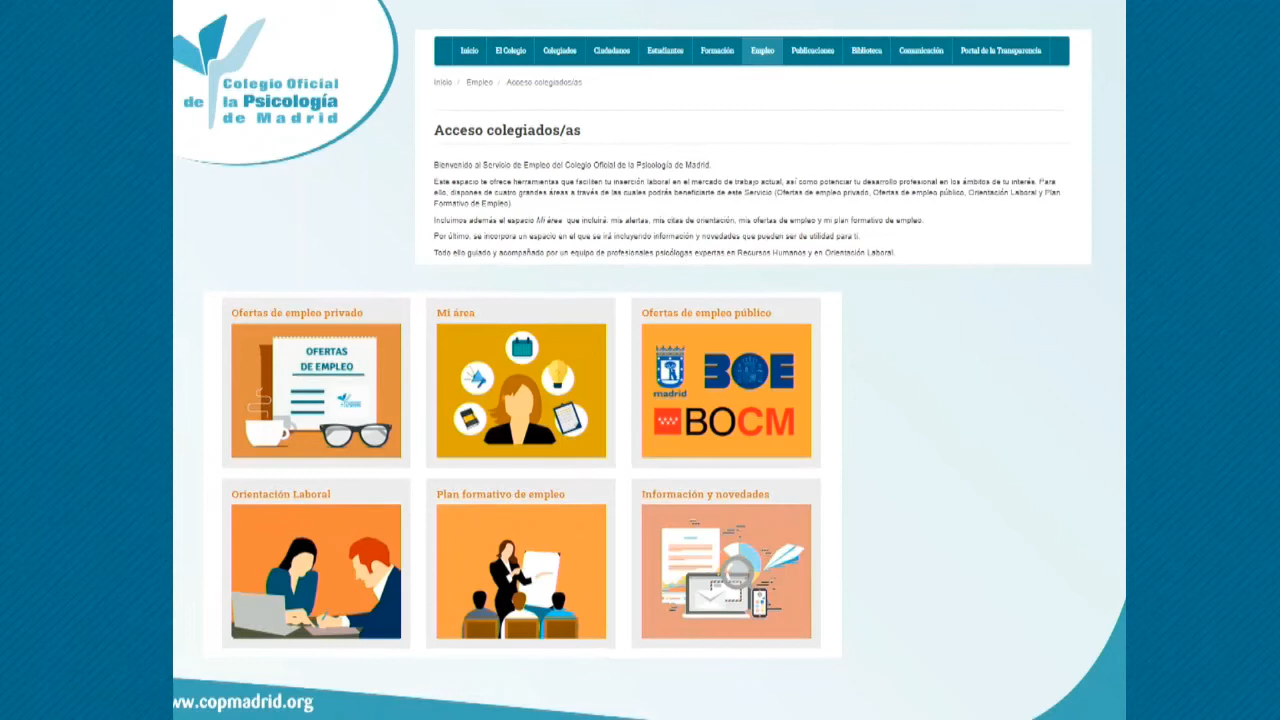 Colegio Oficial
de la Psicología
de Madrid
Inicio El Colegio Colegiados Ciudadanos Estudiantes Formación Empleo Publicaciones Biblioteca Comunicación Portal de la Transparencia
Inicio / Empleo / Acceso colegiados/as
Acceso colegiados/as
Bienvenido al Servicio de Empleo del Colegio Oficial de la Psicología de Madrid.
Este espacio te ofrece herramientas que faciliten tu inserción laboral en el mercado de trabajo actual, así como potenciar tu desarrollo profesional en los ámbitos de tu interés. Para
ello, dispones de cuatro grandes áreas a través de las cuales podrás beneficiarte de este Servicio (Ofertas de empleo privado, Ofertas de empleo público, Orientación Laboral y Plan
Formativo de Empleo).
Incluimos además el espacio Mi área que incluirá: mis alertas, mis citas de orientación, mis ofertas de empleo y mi plan formativo de empleo.
Por último, se incorpora un espacio en el que se irá incluyendo información y novedades que pueden ser de utilidad para ti.
Todo ello guiado y acompañado por un equipo de profesionales psicólogas expertas en Recursos Humanos y en Orientación Laboral.
Ofertas de empleo privado
OFERTAS
DE EMPLEO
Mi área
Ofertas de empleo público
madrid
BOE
BOCM
Orientación Laboral
Plan formativo de empleo
Información y novedades
ww.copmadrid.org